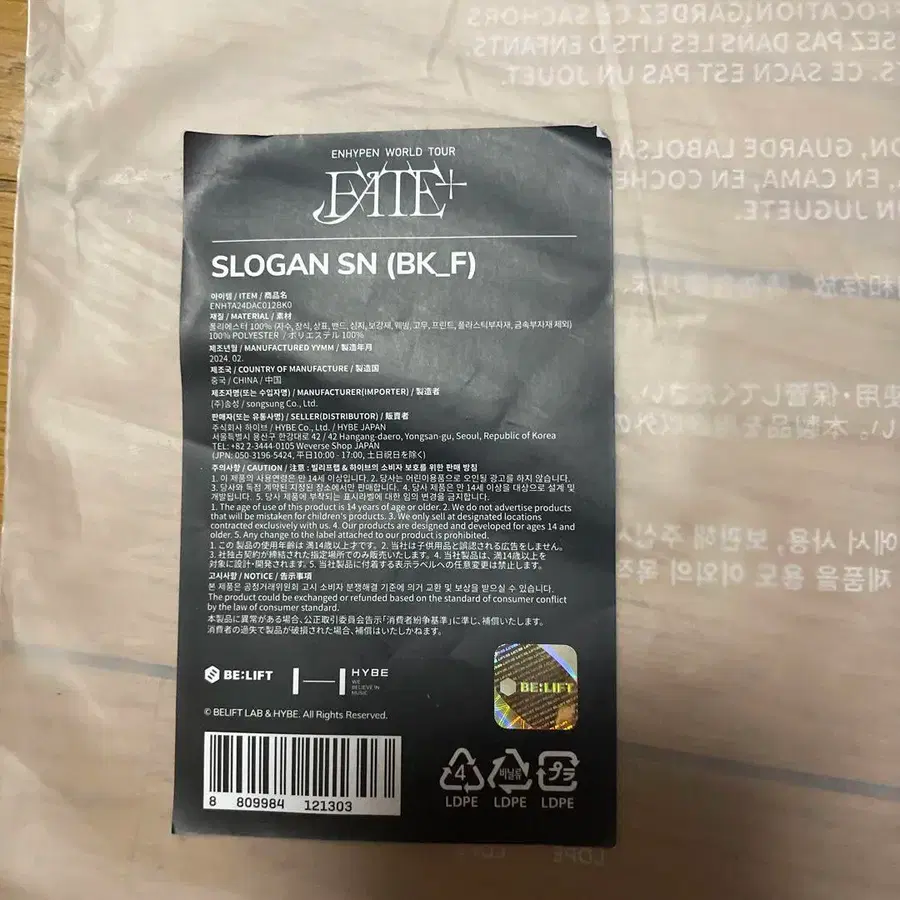 ENHYPEN WORLD TOUR
FATE+
SLOGAN SN (BK_F)
아이템 / ITEM / 商品名
ENHTA24DAC012BK0
재질 / MATERIAL / 素材
폴리에스터 100% (자수, 장식, 상표, 밴드, 심지, 보강재, 웨빙, 고무, 프린트, 플라스틱부자재, 금속부자재 제외)
100% POLYESTER / ポリエステル 100%
제조년월 / MANUFACTURED YYMM / 製造年月
2024. 02.
제조국 / COUNTRY OF MANUFACTURE / 製造国
중국 / CHINA / 中国
제조자명(또는 수입자명) / MANUFACTURER(IMPORTER) / 製造者
(주)송성 / songsung Co., Ltd.
판매자(또는 유통사명) / SELLER(DISTRIBUTOR) / 販賣者
주식회사 하이브 / HYBE Co., Ltd. / HYBE JAPAN
서울특별시 용산구 한강대로 42 / 42 Hangang-daero, Yongsan-gu, Seoul, Republic of Korea
TEL: +82 2-3444-0105 Weverse Shop JAPAN
(JPN: 050-3196-5424, 平日10:00 - 17:00, 土日祝日を除く)
주의사항 / CAUTION / 注意 : 빌리프랩 & 하이브의 소비자 보호를 위한 판매 방침
1. 이 제품의 사용연령은 만 14세 이상입니다. 2. 당사는 어린이용품으로 오인될 광고를 하지 않습니다.
3. 당사와 독점 계약된 지정된 장소에서만 판매합니다. 4. 당사 제품은 만 14세 이상을 대상으로 설계 및
개발됩니다. 5. 당사 제품에 부착되는 표시라벨에 대한 임의 변경을 금지합니다.
1. The age of use of this product is 14 years of age or older. 2. We do not advertise products
that will be mistaken for children's products. 3. We only sell at designated locations
contracted exclusively with us. 4. Our products are designed and developed for ages 14 and
older. 5. Any change to the label attached to our product is prohibited.
1. この 製品の使用年齢は 満14歳以上才です。2. 当社は子供用品と誤認される広告をしません。
3. 社独占契約が締結された指定場所でのみ販売いたします。4. 当社製品は、満14歳以上を
対象に設計・開発されます。5. 当社製品に付着する表示ラベルへの任意変更は禁止します。
고시사항 / NOTICE / 告示事項
본 제품은 공정거래위원회 고시 소비자 분쟁해결 기준에 의거 교환 및 보상을 받으실 수 있습니다.
The product could be exchanged or refunded based on the standard of consumer conflict
by the law of consumer standard.
本製品に異常がある場合、公正取引委員会告示「消費者紛争基準」に準じ、補償いたします。
消費者の過失で製品が破損された場合、補償はいたしかねます。
BE:LIFT HYBE
WE
BELIEVE IN
MUSIC
BE:LIFT
© BELIFT LAB & HYBE. All Rights Reserved.
8 809984 121303
4 비닐류 プラ
LDPE LDPE LDPE